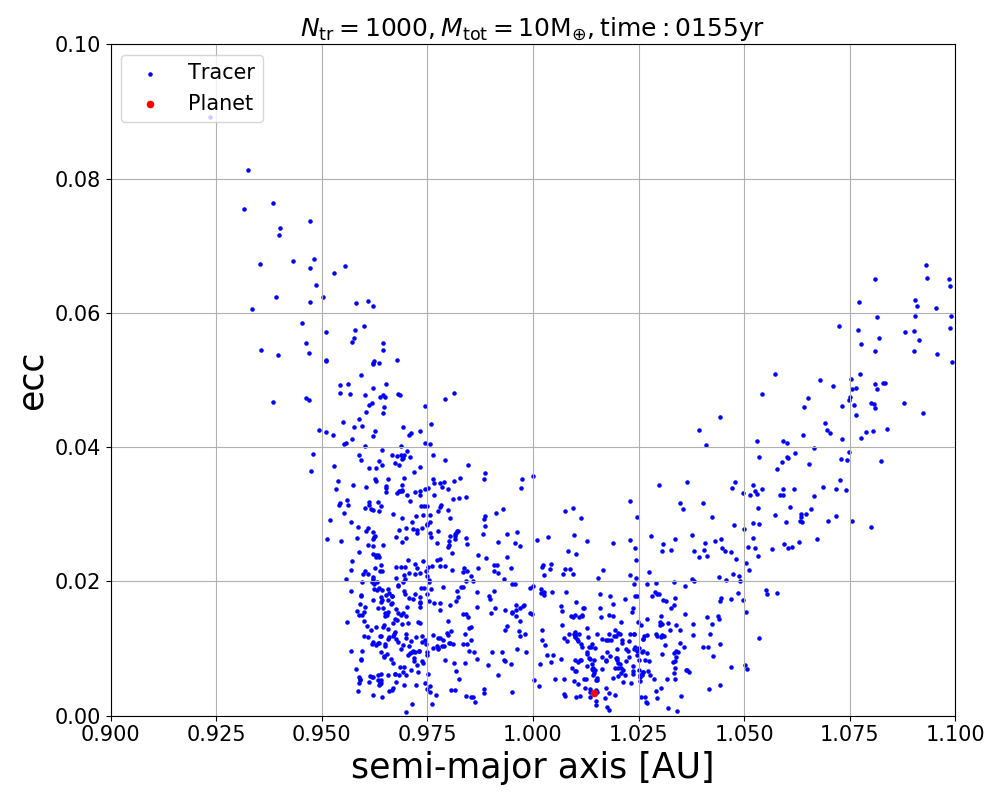 N_tr = 1000, M_tot = 10M_⊕, time : 0155yr
Tracer
Planet
ecc
0.10
0.08
0.06
0.04
0.02
0.00
0.900 0.925 0.950 0.975 1.000 1.025 1.050 1.075 1.100
semi-major axis [AU]